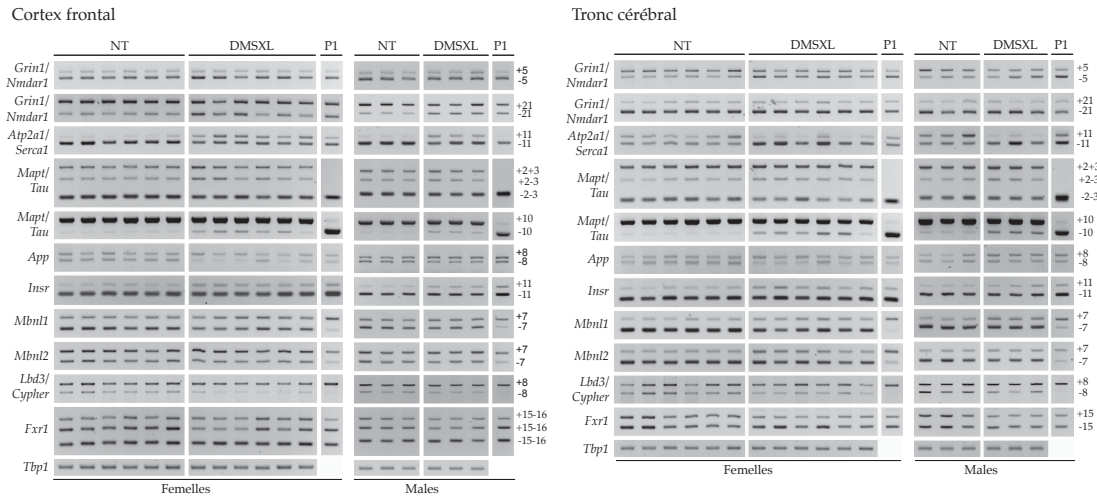 Cortex frontal
NT DMSXL P1 NT DMSXL P1
Grin1/
Nmdar1
+5
-5
Grin1/
Nmdar1
+21
-21
Atp2a1/
Serca1
+11
-11
Mapt/
Tau
+2+3
+2-3
-2-3
Mapt/
Tau
+10
-10
App
+8
-8
Insr
+11
-11
Mbnl1
+7
-7
Mbnl2
+7
-7
Lbd3/
Cypher
+8
-8
Fxr1
+15-16
+15-16
-15-16
Tbp1
Femelles Males
Tronc cérébral
NT DMSXL P1 NT DMSXL P1
Grin1/
Nmdar1
+5
-5
Grin1/
Nmdar1
+21
-21
Atp2a1/
Serca1
+11
-11
Mapt/
Tau
+2+3
+2-3
-2-3
Mapt/
Tau
+10
-10
App
+8
-8
Insr
+11
-11
Mbnl1
+7
-7
Mbnl2
+7
-7
Lbd3/
Cypher
+8
-8
Fxr1
+15
-15
Tbp1
Femelles Males